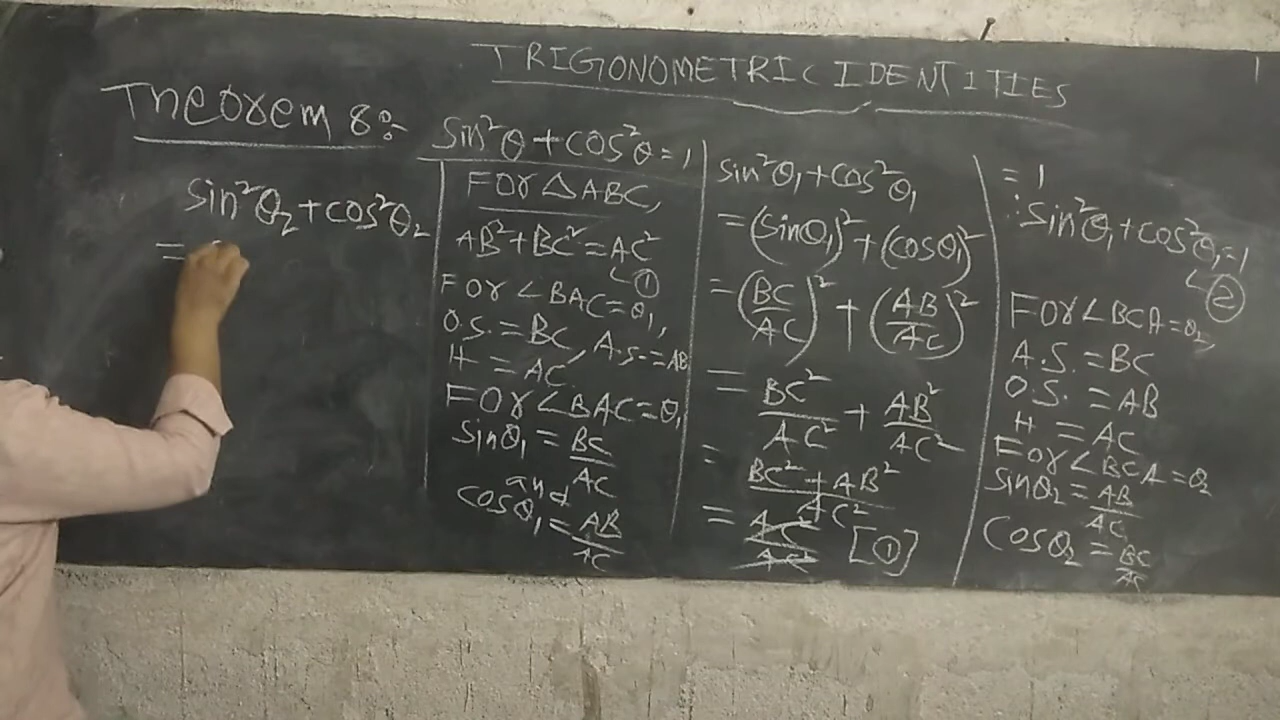 TRIGONOMETRIC IDENTITIES
Theorem 8:-
sin²θ + cos²θ = 1
sin²θ₂ + cos²θ₂
=
For △ABC,
AB² + BC² = AC²
①
For ∠BAC = θ₁,
O.S. = BC, A.S. = AB
H = AC
For ∠BAC = θ₁
sinθ₁ = BC/AC
and
cosθ₁ = AB/AC
sin²θ₁ + cos²θ₁
= (sinθ₁)² + (cosθ₁)²
= (BC/AC)² + (AB/AC)²
= BC²/AC² + AB²/AC²
= BC² + AB²/AC²
= AC²/AC² [①]
= 1
∴ sin²θ₁ + cos²θ₁ = 1
②
For ∠BCA = θ₂,
A.S. = BC
O.S. = AB
H = AC
For ∠BCA = θ₂
sinθ₂ = AB/AC
cosθ₂ = BC/AC